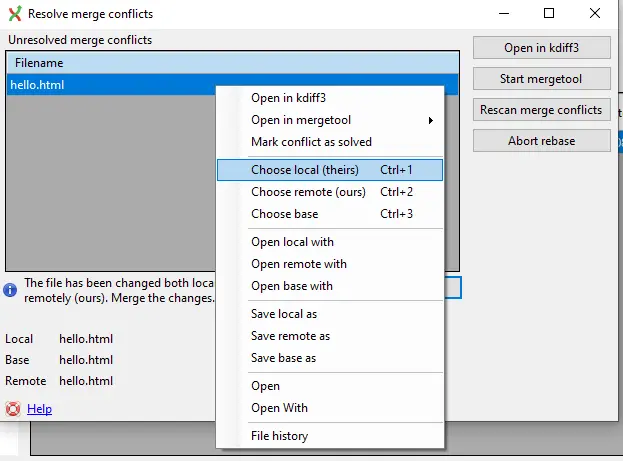 Resolve merge conflicts
Unresolved merge conflicts
Filename
hello.html
Open in kdiff3
Start mergetool
Rescan merge conflicts
Abort rebase
Open in kdiff3
Open in mergetool
Mark conflict as solved
Choose local (theirs) Ctrl+1
Choose remote (ours) Ctrl+2
Choose base Ctrl+3
Open local with
Open remote with
Open base with
Save local as
Save remote as
Save base as
Open
Open With
File history
The file has been changed both loca
remotely (ours). Merge the changes.
Local hello.html
Base hello.html
Remote hello.html
Help